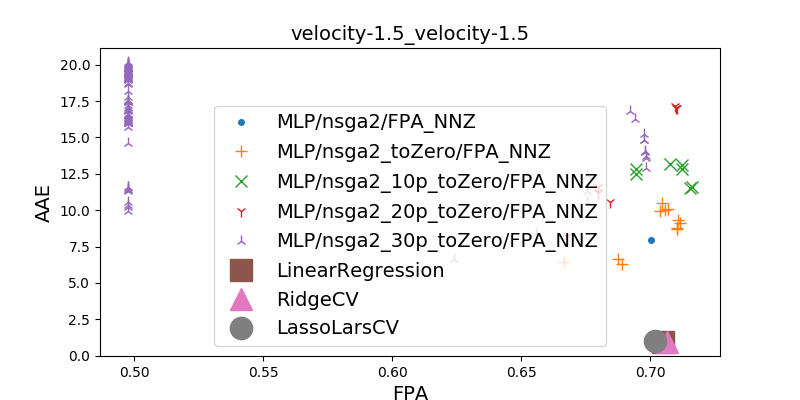 velocity-1.5_velocity-1.5
AAE
20.0
17.5
15.0
12.5
10.0
7.5
5.0
2.5
0.0
MLP/nsga2/FPA_NNZ
MLP/nsga2_toZero/FPA_NNZ
MLP/nsga2_10p_toZero/FPA_NNZ
MLP/nsga2_20p_toZero/FPA_NNZ
MLP/nsga2_30p_toZero/FPA_NNZ
LinearRegression
RidgeCV
LassoLarsCV
0.50 0.55 0.60 0.65 0.70
FPA